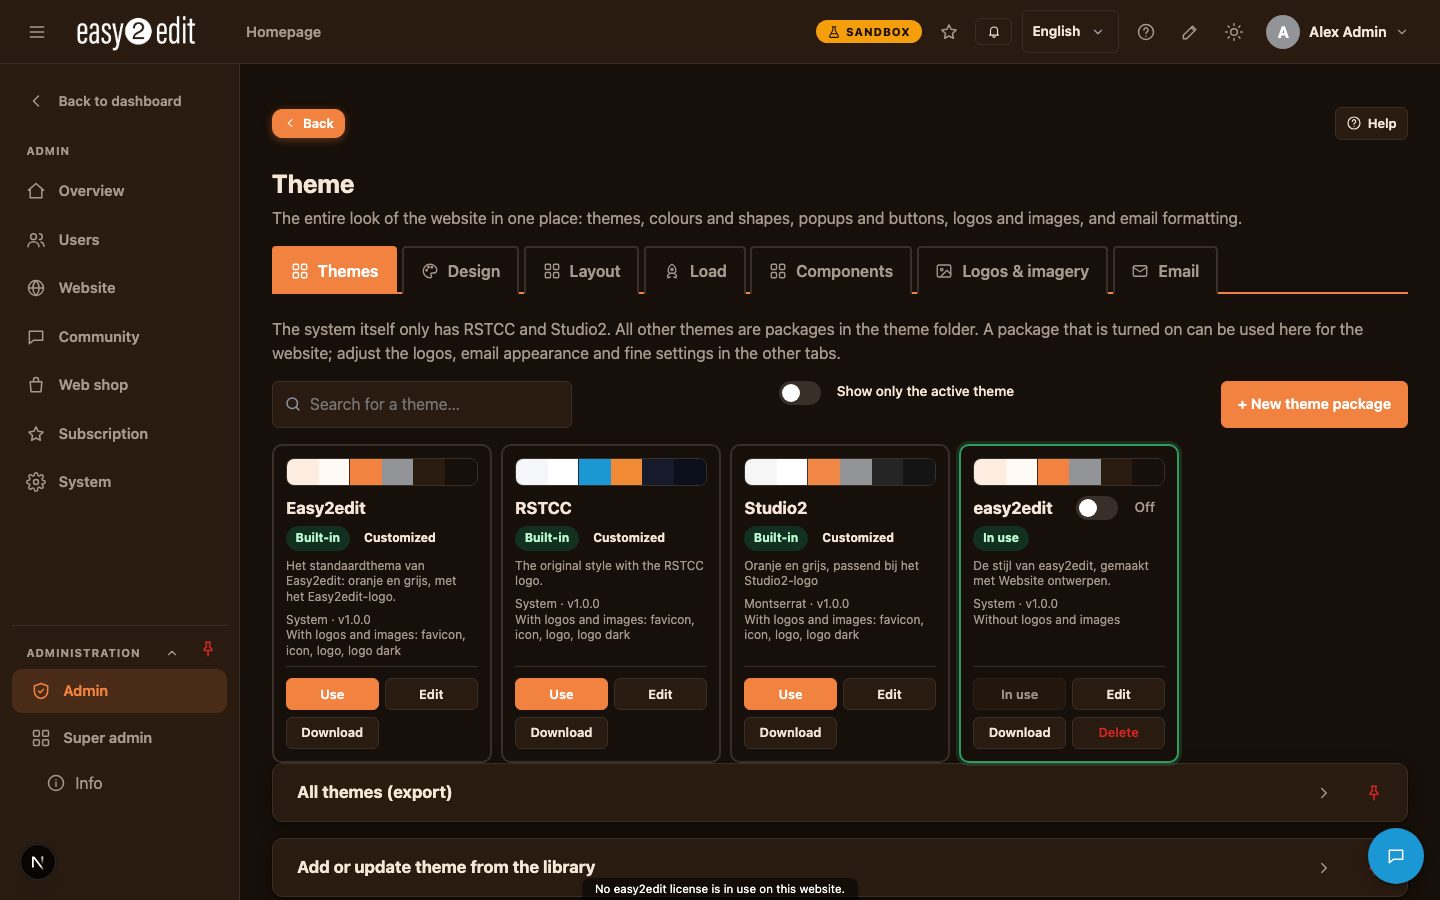 easy2edit
Homepage
SANDBOX
English
A
Alex Admin
Back to dashboard
ADMIN
Overview
Users
Website
Community
Web shop
Subscription
System
ADMINISTRATION
Admin
Super admin
Info
N
Back
Help
Theme
The entire look of the website in one place: themes, colours and shapes, popups and buttons, logos and images, and email formatting.
Themes
Design
Layout
Load
Components
Logos & imagery
Email
The system itself only has RSTCC and Studio2. All other themes are packages in the theme folder. A package that is turned on can be used here for the
website; adjust the logos, email appearance and fine settings in the other tabs.
Search for a theme...
Show only the active theme
+ New theme package
Easy2edit
Built-in
Customized
Het standaardthema van
Easy2edit: oranje en grijs, met
het Easy2edit-logo.
System · v1.0.0
With logos and images: favicon,
icon, logo, logo dark
Use
Edit
Download
RSTCC
Built-in
Customized
The original style with the RSTCC
logo.
System · v1.0.0
With logos and images: favicon,
icon, logo, logo dark
Use
Edit
Download
Studio2
Built-in
Customized
Oranje en grijs, passend bij het
Studio2-logo
Montserrat · v1.0.0
With logos and images: favicon,
icon, logo, logo dark
Use
Edit
Download
easy2edit
Off
In use
De stijl van easy2edit, gemaakt
met Website ontwerpen.
System · v1.0.0
Without logos and images
In use
Edit
Download
Delete
All themes (export)
Add or update theme from the library
No easy2edit license is in use on this website.